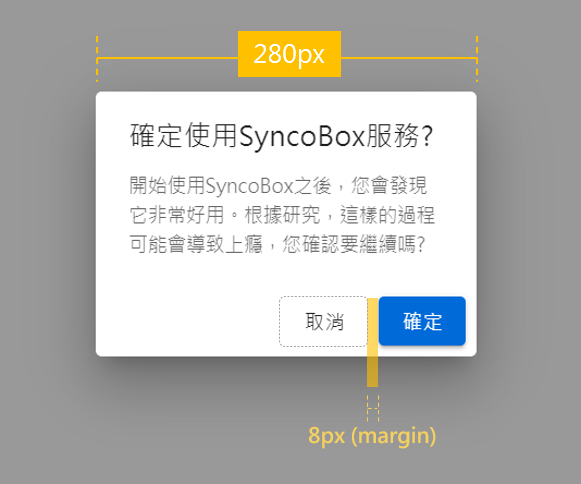 280px
確定使用SyncoBox服務?
開始使用SyncoBox之後，您會發現
它非常好用。根據研究，這樣的過程
可能會導致上癮，您確認要繼續嗎?
取消
確定
8px (margin)